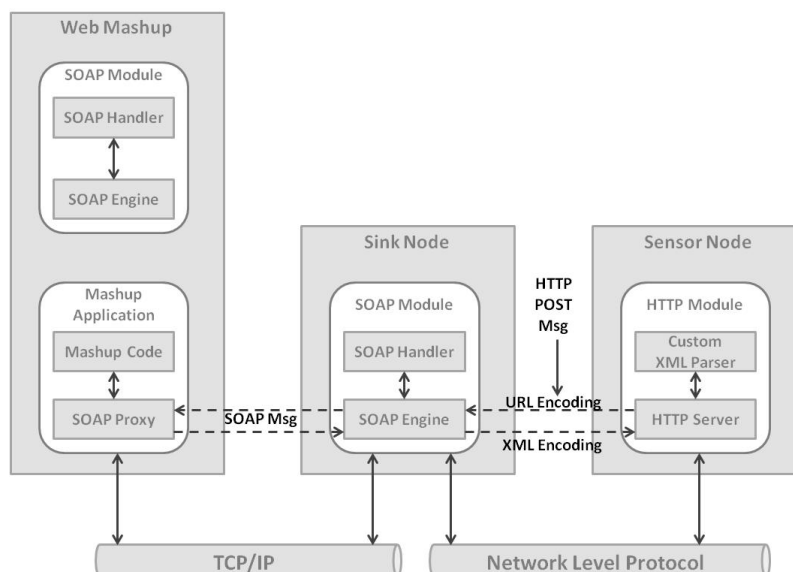 Web Mashup
SOAP Module
SOAP Handler
SOAP Engine
Mashup
Application
Mashup Code
SOAP Proxy
SOAP Msg
Sink Node
SOAP Module
SOAP Handler
SOAP Engine
HTTP
POST
Msg
URL Encoding
XML Encoding
Sensor Node
HTTP Module
Custom
XML Parser
HTTP Server
TCP/IP
Network Level Protocol